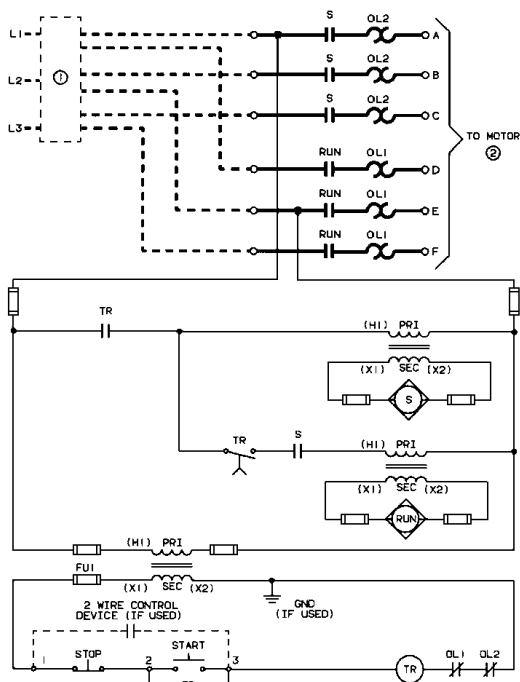 S OL2
L1 A
S OL2
L2 ① B
S OL2
L3 C
TO MOTOR
②
RUN OL1
D
RUN OL1
E
RUN OL1
F
TR
(H1) PRI
(X1) SEC (X2)
S
TR S (H1) PRI
(X1) SEC (X2)
RUN
(H1) PRI
FU1
(X1) SEC (X2)
GND
(IF USED)
2 WIRE CONTROL
DEVICE (IF USED)
START
1 STOP 2 3
TR OL1 OL2